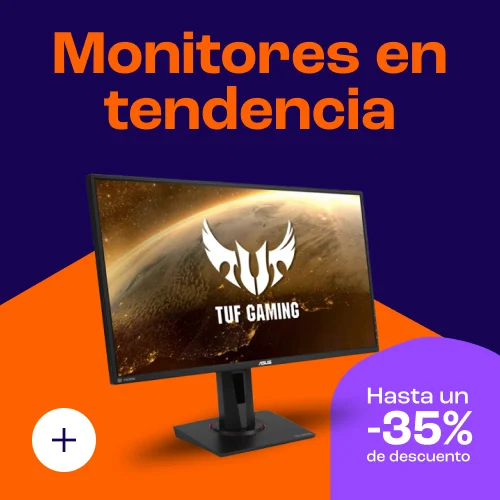 Monitores en
tendencia
TUF GAMING
ASUS
Hasta un
-35%
de descuento